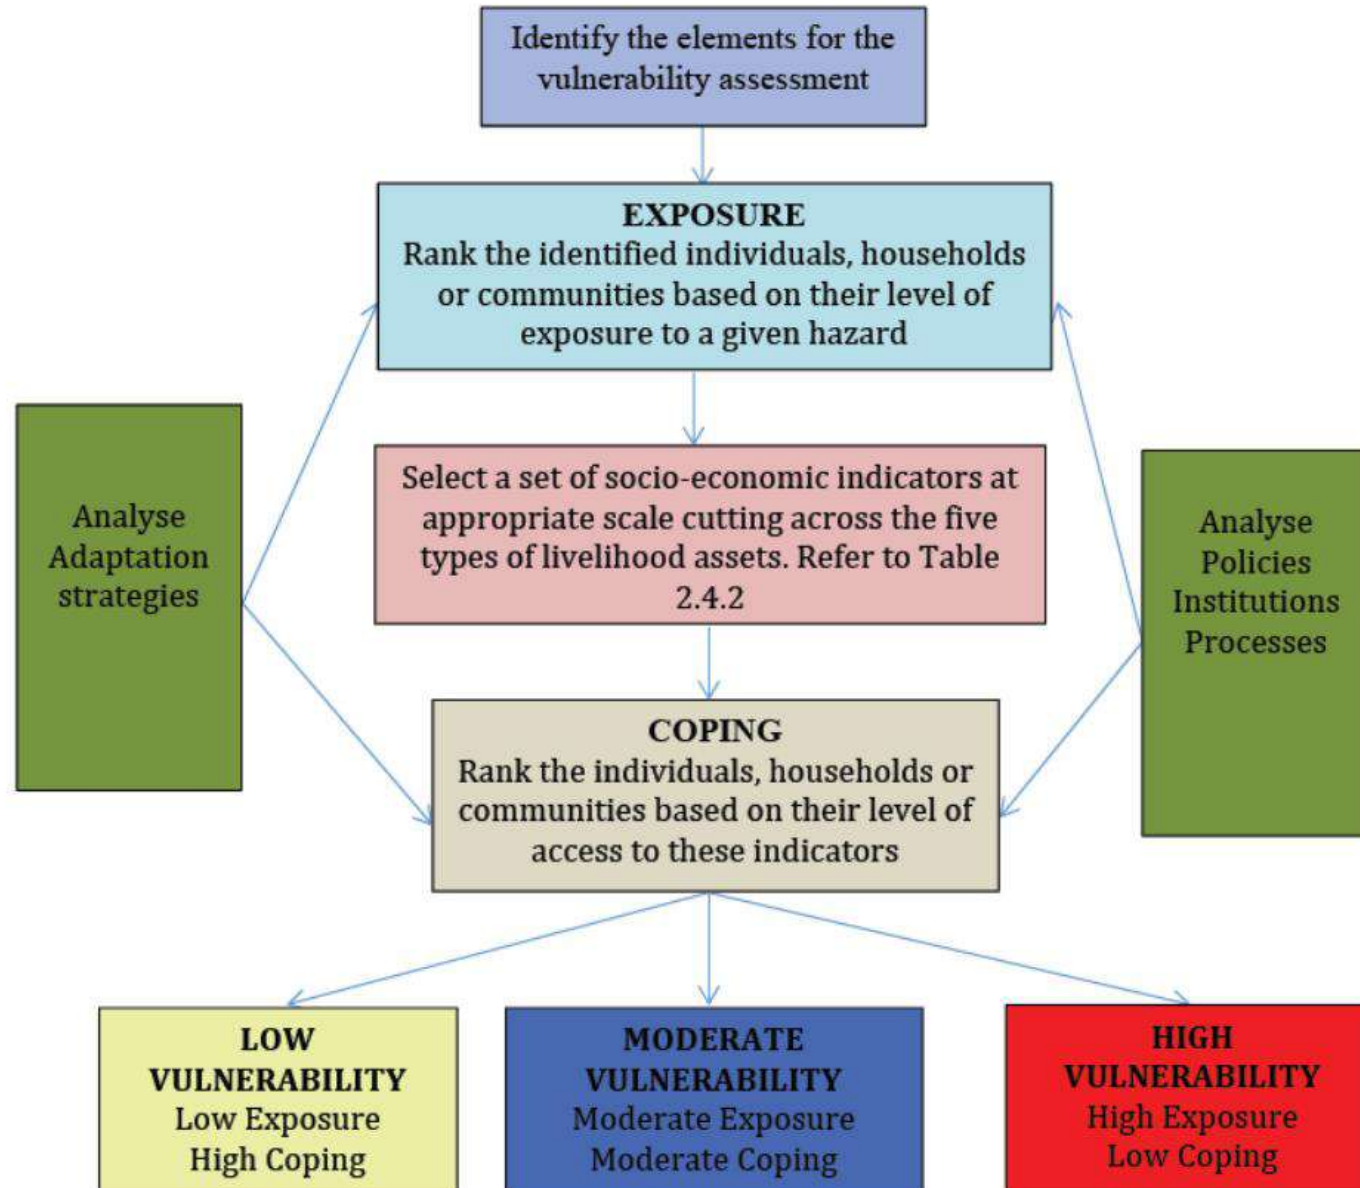 Identify the elements for the
vulnerability assessment
EXPOSURE
Rank the identified individuals, households
or communities based on their level of
exposure to a given hazard
Analyse
Adaptation
strategies
Select a set of socio-economic indicators at
appropriate scale cutting across the five
types of livelihood assets. Refer to Table
2.4.2
Analyse
Policies
Institutions
Processes
COPING
Rank the individuals, households or
communities based on their level of
access to these indicators
LOW
VULNERABILITY
Low Exposure
High Coping
MODERATE
VULNERABILITY
Moderate Exposure
Moderate Coping
HIGH
VULNERABILITY
High Exposure
Low Coping